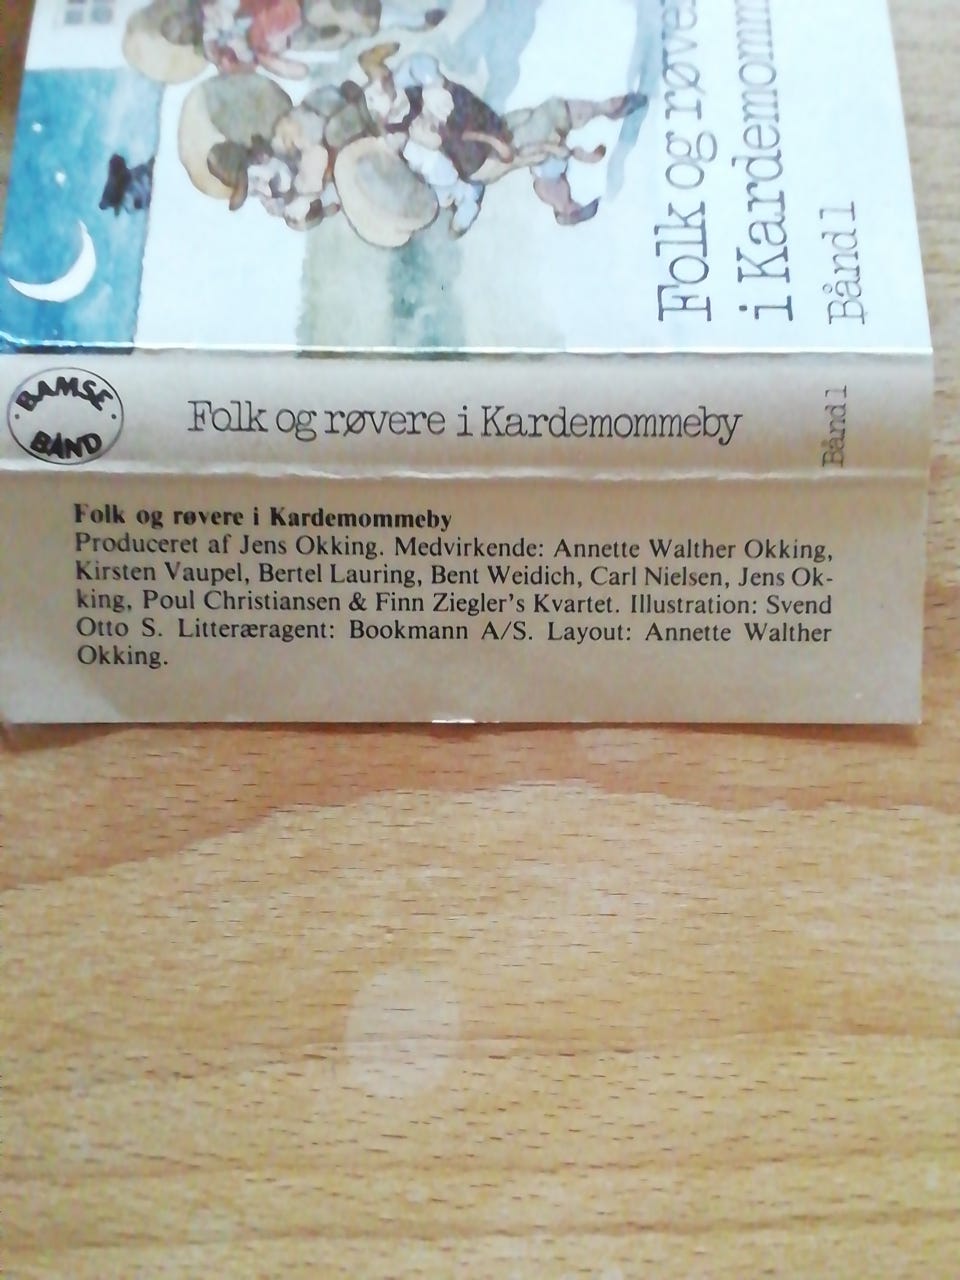 Folk og
i Kardemomm
Bånd 1
BAMSE
BÅND
Folk og røvere i Kardemommeby
Bånd 1
Folk og røvere i Kardemommeby
Produceret af Jens Okking. Medvirkende: Annette Walther Okking,
Kirsten Vaupel, Bertel Lauring, Bent Weidich, Carl Nielsen, Jens Ok-
king, Poul Christiansen & Finn Ziegler's Kvartet. Illustration: Svend
Otto S. Litteræragent: Bookmann A/S. Layout: Annette Walther
Okking.